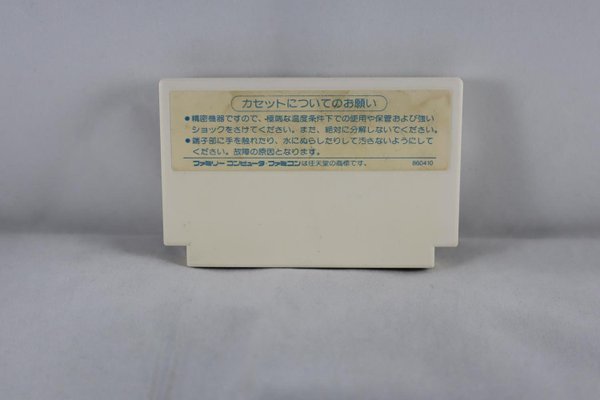 カセットについてのお願い
●精密機器ですので、極端な温度条件下での使用や保管および強い
ショックをさけてください。また、絶対に分解しないでください。
●端子部に手を触れたり、水にぬらしたりして汚さないようにして
ください。故障の原因となります。
ファミリーコンピュータ・ファミコンは任天堂の商標です。 860410